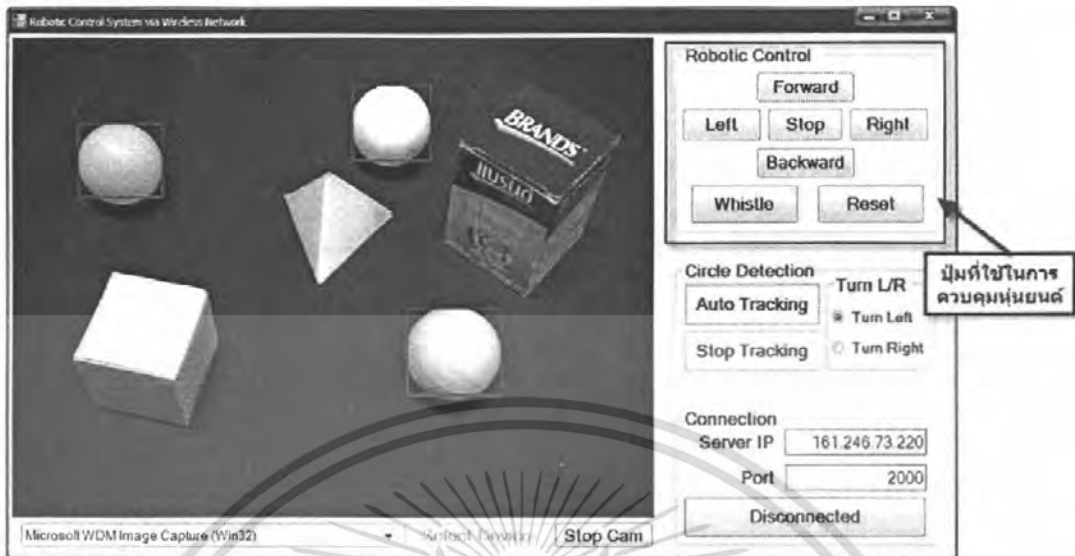 Robotic Control System via Wireless Network
BRAND'S
Robotic Control
Forward
Left Stop Right
Backward
Whistle Reset
ปุ่มที่ใช้ในการ
ควบคุมหุ่นยนต์
Circle Detection
Auto Tracking
Stop Tracking
Turn L/R
Turn Left
Turn Right
Connection
Server IP 161.246.73.220
Port 2000
Disconnected
Microsoft WDM Image Capture (Win32)
Select Device
Stop Cam